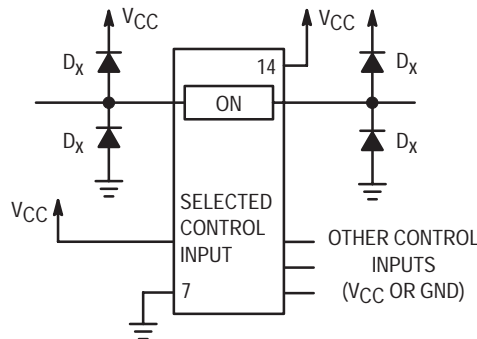 VCC
VCC
14
DX
DX
ON
DX
DX
VCC
SELECTED
CONTROL
INPUT
OTHER CONTROL
INPUTS
(VCC OR GND)
7